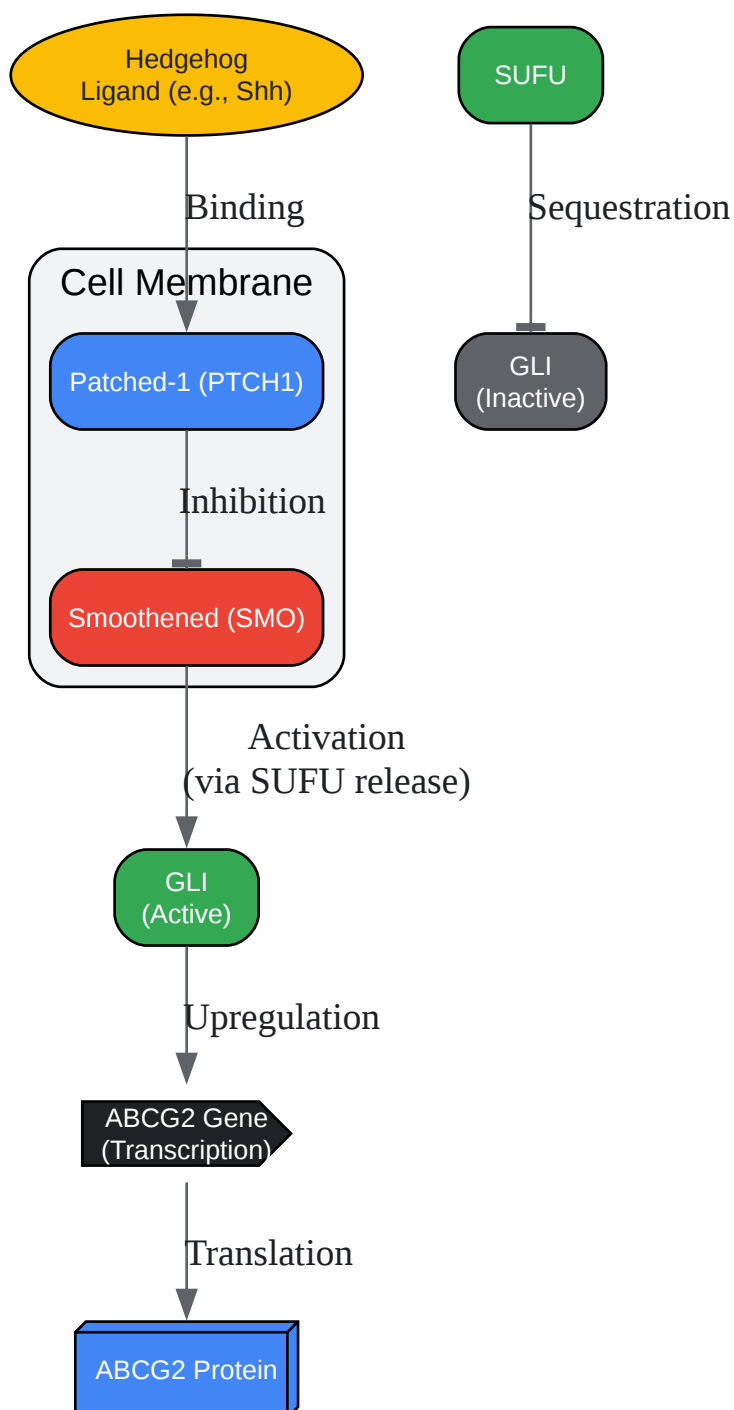 Hedgehog
Ligand (e.g., Shh)
SUFU
Binding
Sequestration
Cell Membrane
Patched-1 (PTCH1)
GLI
(Inactive)
Inhibition
Smoothened (SMO)
Activation
(via SUFU release)
GLI
(Active)
Upregulation
ABCG2 Gene
(Transcription)
Translation
ABCG2 Protein